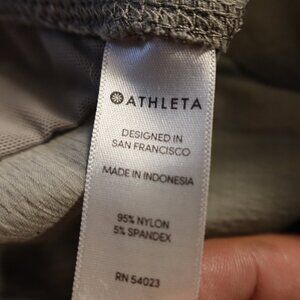 ATHLETA
DESIGNED IN
SAN FRANCISCO
MADE IN INDONESIA
95% NYLON
5% SPANDEX
RN 54023